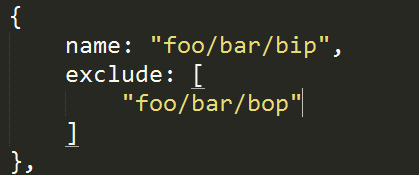 {
    name: "foo/bar/bip",
    exclude: [
        "foo/bar/bop"
    ]
},